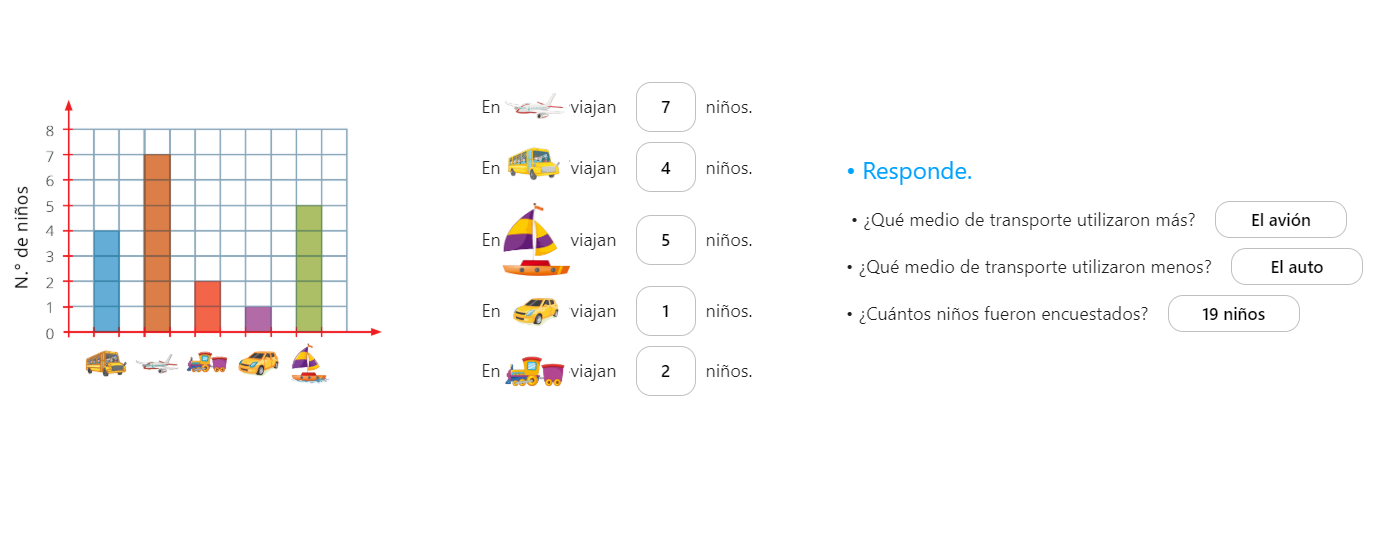 N.° de niños
8
7
6
5
4
3
2
1
0
En viajan 7 niños.
En viajan 4 niños.
En viajan 5 niños.
En viajan 1 niños.
En viajan 2 niños.
• Responde.
• ¿Qué medio de transporte utilizaron más? El avión
• ¿Qué medio de transporte utilizaron menos? El auto
• ¿Cuántos niños fueron encuestados? 19 niños